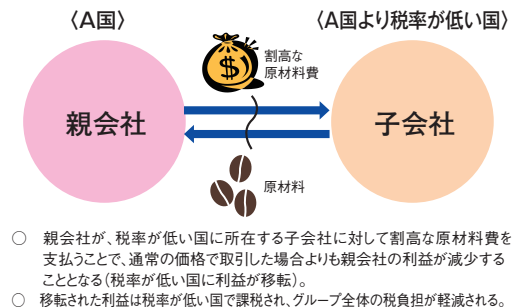 〈A国〉
〈A国より税率が低い国〉
割高な
原材料費
$
親会社
子会社
原材料
○ 親会社が、税率が低い国に所在する子会社に対して割高な原材料費を
支払うことで、通常の価格で取引した場合よりも親会社の利益が減少する
こととなる（税率が低い国に利益が移転）。
○ 移転された利益は税率が低い国で課税され、グループ全体の税負担が軽減される。